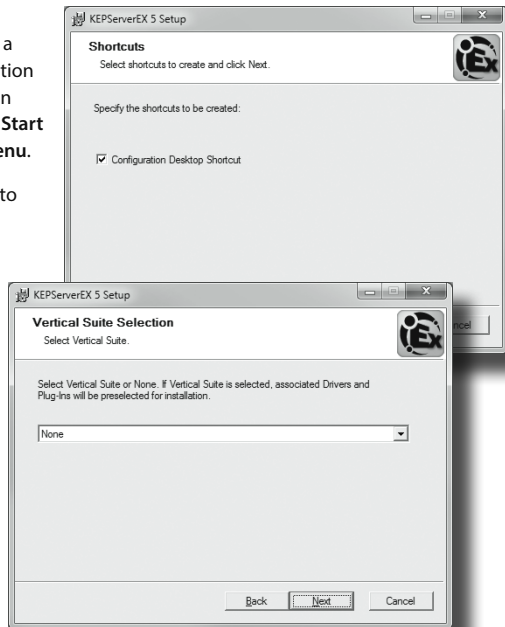 KEPServerEX 5 Setup
Shortcuts
Select shortcuts to create and click Next.
a
tion
n
Start
enu.
to
Specify the shortcuts to be created:
Configuration Desktop Shortcut
ncel
KEPServerEX 5 Setup
Vertical Suite Selection
Select Vertical Suite.
Ex
Select Vertical Suite or None. If Vertical Suite is selected, associated Drivers and
Plug-Ins will be preselected for installation.
None
Back Next Cancel